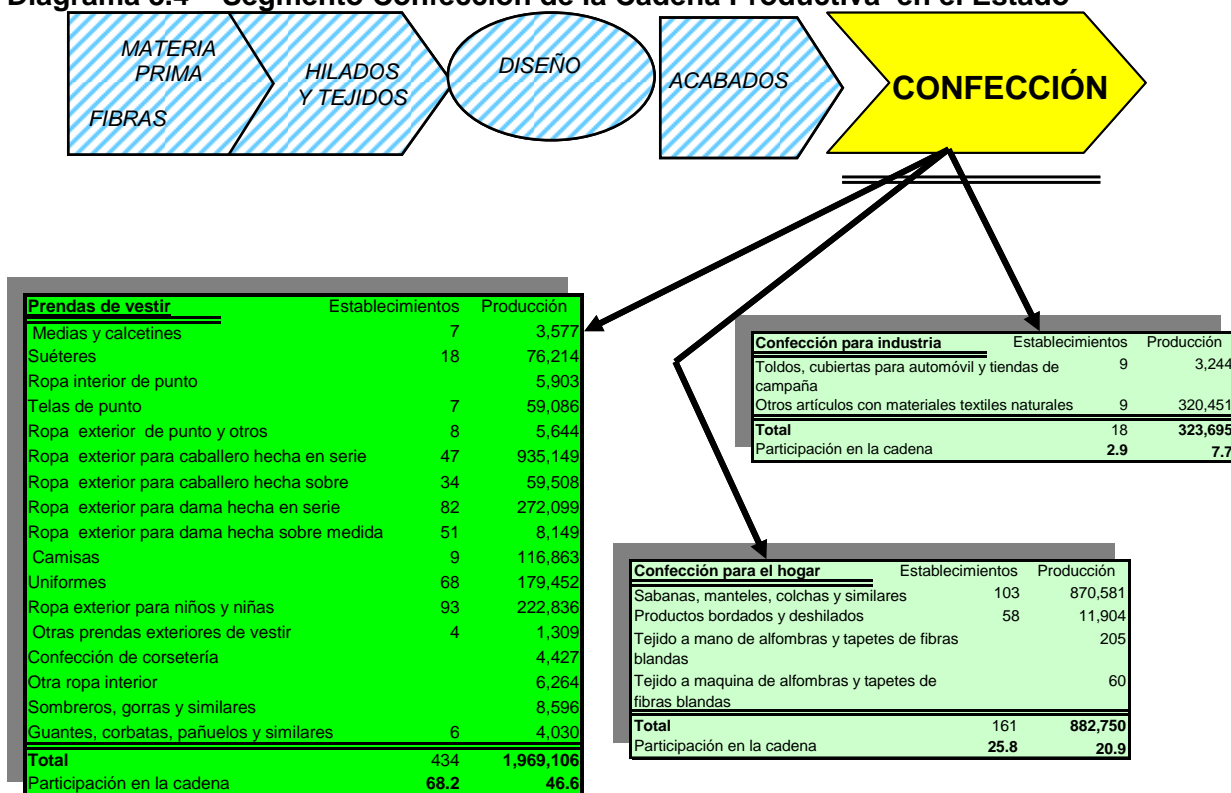 Diagrama 3.4 Segmento Confección de la Cadena Productiva en el Estado
MATERIA
PRIMA
FIBRAS
HILADOS
Y TEJIDOS
DISEÑO
ACABADOS
CONFECCIÓN
Prendas de vestir Establecimientos Producción
Medias y calcetines 7 3,577
Suéteres 18 76,214
Ropa interior de punto 5,903
Telas de punto 7 59,086
Ropa exterior de punto y otros 8 5,644
Ropa exterior para caballero hecha en serie 47 935,149
Ropa exterior para caballero hecha sobre 34 59,508
Ropa exterior para dama hecha en serie 82 272,099
Ropa exterior para dama hecha sobre medida 51 8,149
Camisas 9 116,863
Uniformes 68 179,452
Ropa exterior para niños y niñas 93 222,836
Otras prendas exteriores de vestir 4 1,309
Confección de corsetería 4,427
Otra ropa interior 6,264
Sombreros, gorras y similares 8,596
Guantes, corbatas, pañuelos y similares 6 4,030
Total 434 1,969,106
Participación en la cadena 68.2 46.6
Confección para industria Establecimientos Producción
Toldos, cubiertas para automóvil y tiendas de 9 3,244
campaña
Otros artículos con materiales textiles naturales 9 320,451
Total 18 323,695
Participación en la cadena 2.9 7.7
Confección para el hogar Establecimientos Producción
Sabanas, manteles, colchas y similares 103 870,581
Productos bordados y deshilados 58 11,904
Tejido a mano de alfombras y tapetes de fibras 205
blandas
Tejido a maquina de alfombras y tapetes de 60
fibras blandas
Total 161 882,750
Participación en la cadena 25.8 20.9